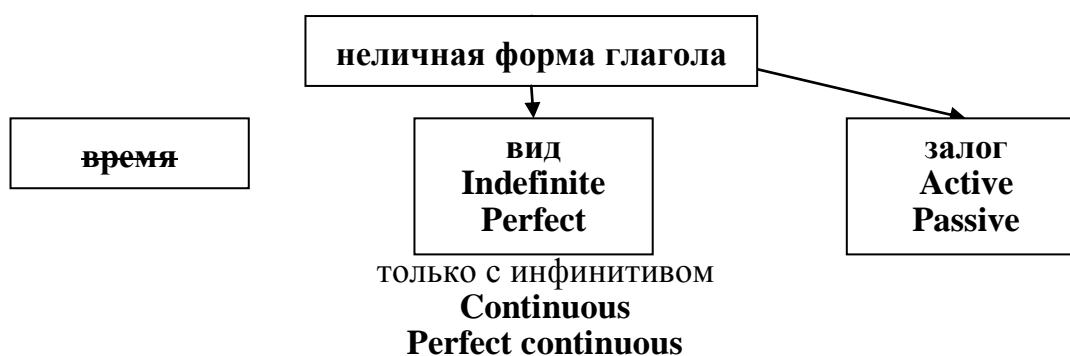 неличная форма глагола
время
вид
Indefinite
Perfect
залог
Active
Passive
только с инфинитивом
Continuous
Perfect continuous